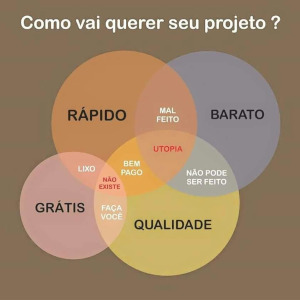 Como vai querer seu projeto ?
RÁPIDO
MAL
FEITO
BARATO
UTOPIA
LIXO
BEM
PAGO
NÃO PODE
SER FEITO
NÃO
EXISTE
GRÁTIS
FAÇA
VOCÊ
QUALIDADE